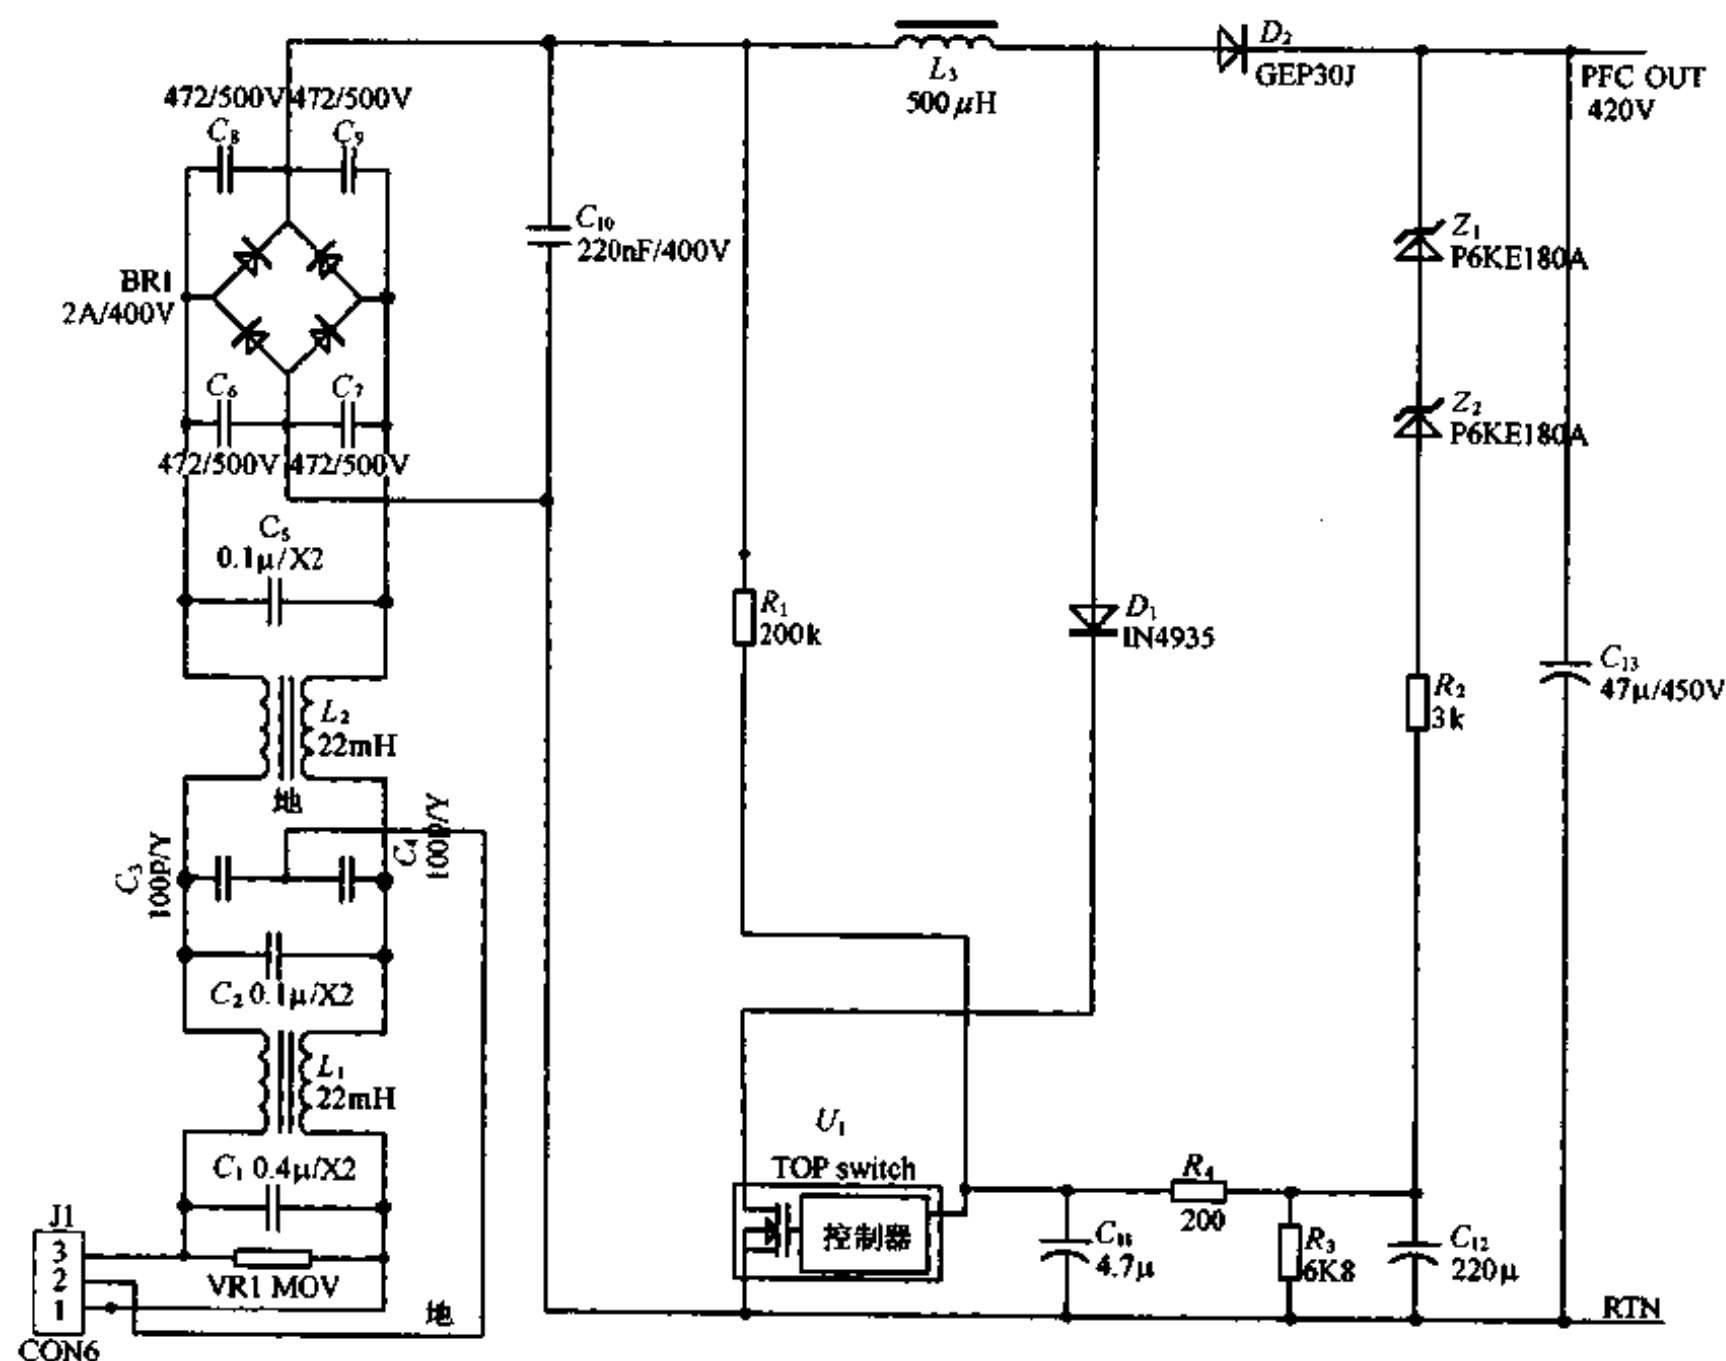 D₂
GEP30J
L₃
500μH
PFC OUT
420V
472/500V 472/500V
C₈
C₉
C₁₀
220nF/400V
Z₁
P6KE180A
BR1
2A/400V
C₆
C₇
472/500V 472/500V
Z₂
P6KE180A
C₅
0.1μ/X2
R₁
200k
D₁
IN4935
C₁₃
47μ/450V
R₂
3k
L₂
22mH
地
C₃
100P/Y
C₄
100P/Y
C₂ 0.1μ/X2
L₁
22mH
U₁
TOP switch
C₁ 0.4μ/X2
R₄
200
控制器
J1
3
2
1
CON6
VR1 MOV
地
C₁₁
4.7μ
R₃
6K8
C₁₂
220μ
RTN